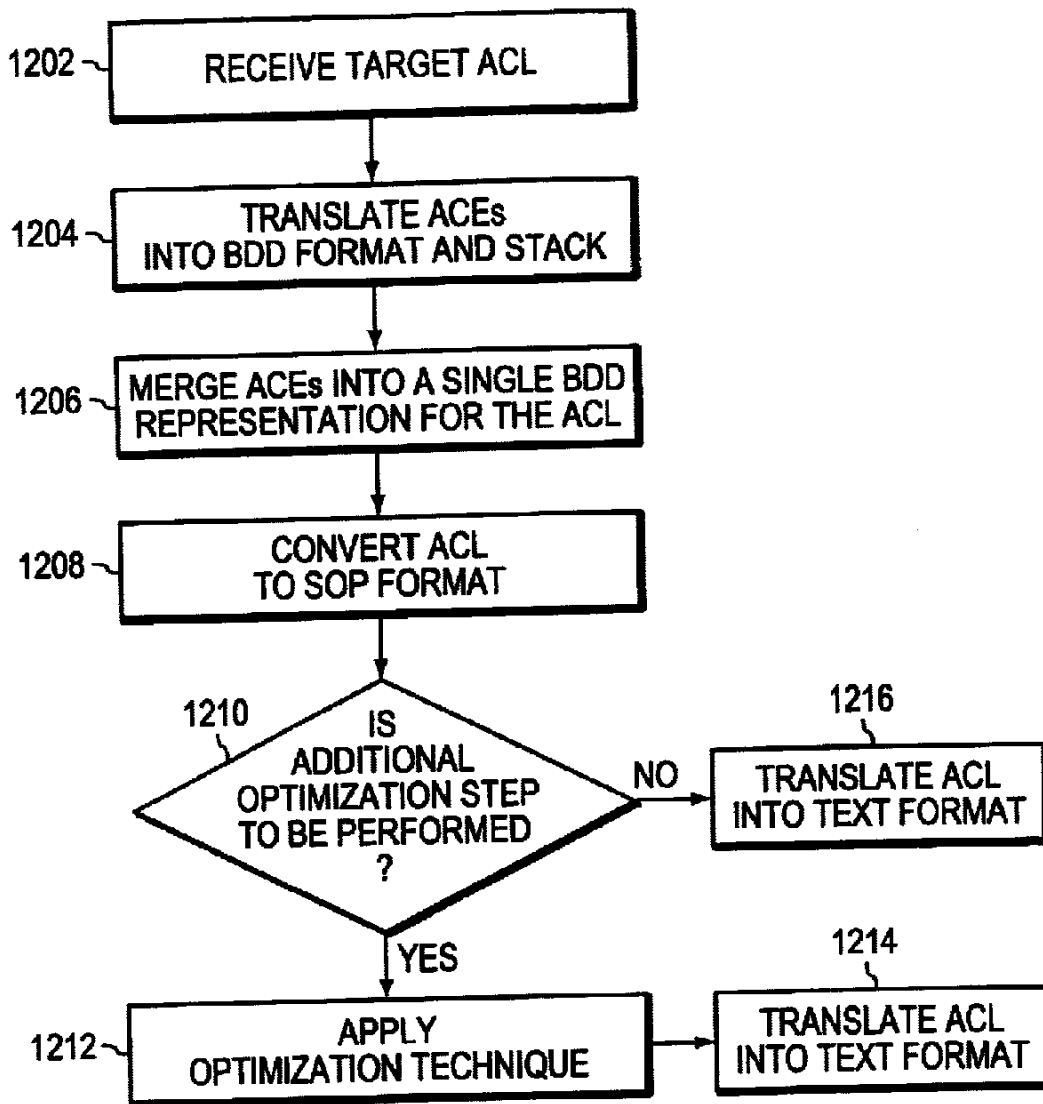 1202
RECEIVE TARGET ACL
1204
TRANSLATE ACEs
INTO BDD FORMAT AND STACK
1206
MERGE ACEs INTO A SINGLE BDD
REPRESENTATION FOR THE ACL
1208
CONVERT ACL
TO SOP FORMAT
1210
IS
ADDITIONAL
OPTIMIZATION STEP
TO BE PERFORMED
?
NO
1216
TRANSLATE ACL
INTO TEXT FORMAT
YES
1212
APPLY
OPTIMIZATION TECHNIQUE
1214
TRANSLATE ACL
INTO TEXT FORMAT